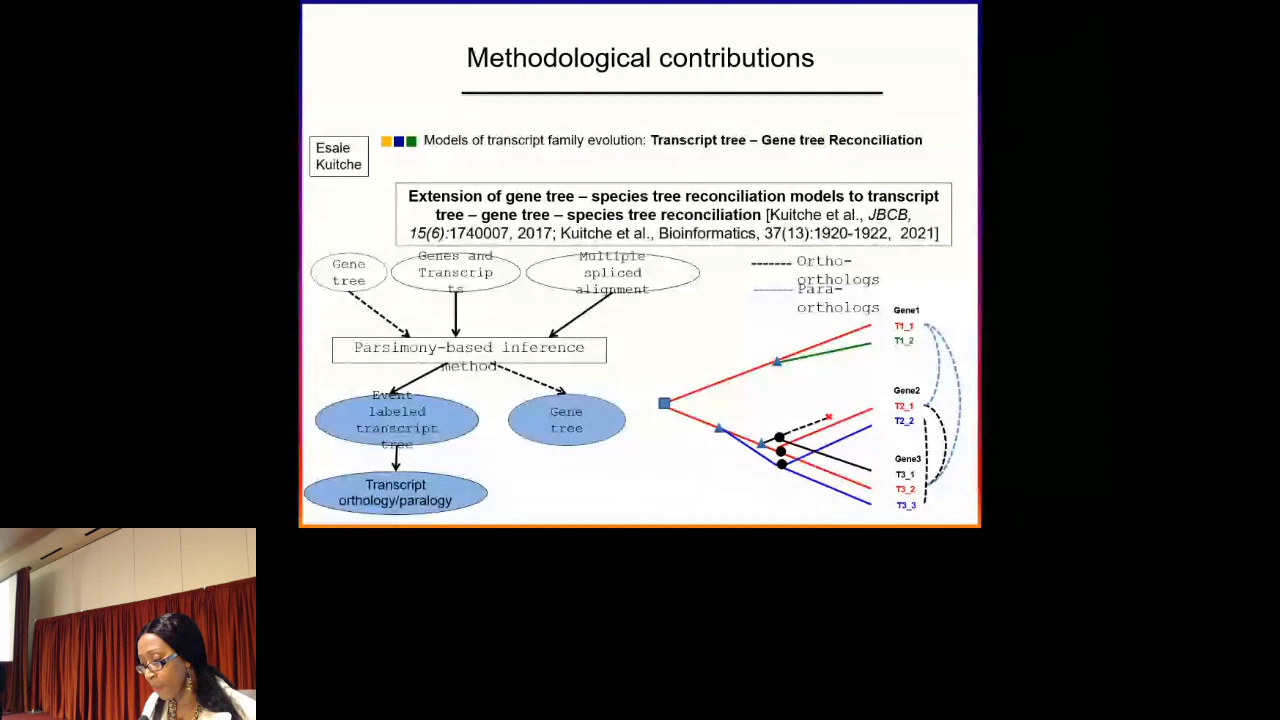 Methodological contributions
Esaie
Kuitche
Models of transcript family evolution: Transcript tree – Gene tree Reconciliation
Extension of gene tree – species tree reconciliation models to transcript
tree – gene tree – species tree reconciliation [Kuitche et al., JBCB,
15(6):1740007, 2017; Kuitche et al., Bioinformatics, 37(13):1920-1922, 2021]
Gene
tree
Genes and
Transcrip
ts
Multiple
spliced
alignment
Ortho-
orthologs
Para-
orthologs
Parsimony-based inference
method
Event
labeled
transcript
tree
Gene
tree
Transcript
orthology/paralogy
Gene1
T1_1
T1_2
Gene2
T2_1
T2_2
Gene3
T3_1
T3_2
T3_3